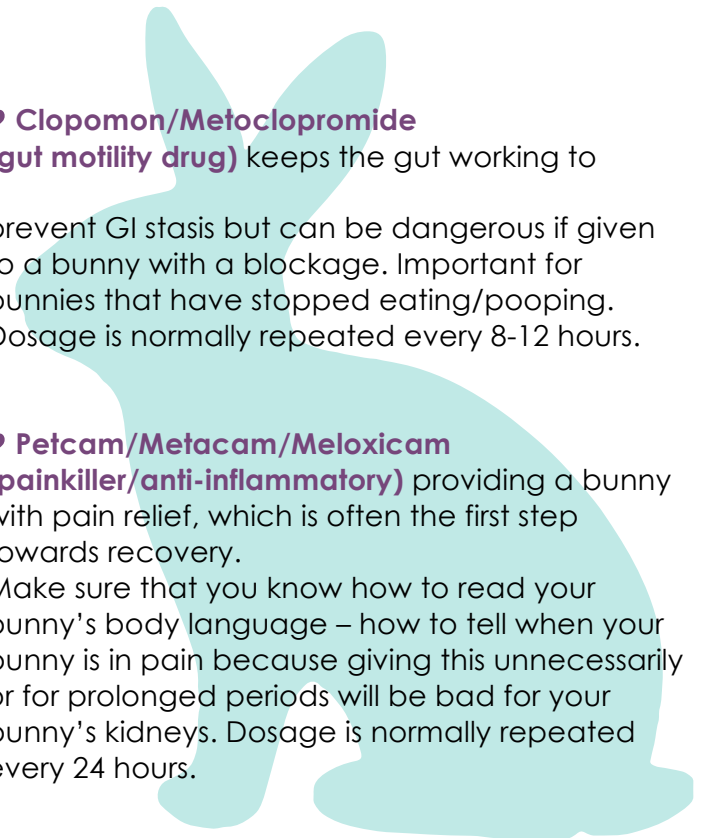 Clopomon/Metoclopromide
(gut motility drug) keeps the gut working to
prevent GI stasis but can be dangerous if given
to a bunny with a blockage. Important for
bunnies that have stopped eating/pooping.
Dosage is normally repeated every 8-12 hours.
Petcam/Metacam/Meloxicam
(painkiller/anti-inflammatory) providing a bunny
with pain relief, which is often the first step
towards recovery.
Make sure that you know how to read your
bunny's body language – how to tell when your
bunny is in pain because giving this unnecessarily
or for prolonged periods will be bad for your
bunny's kidneys. Dosage is normally repeated
every 24 hours.